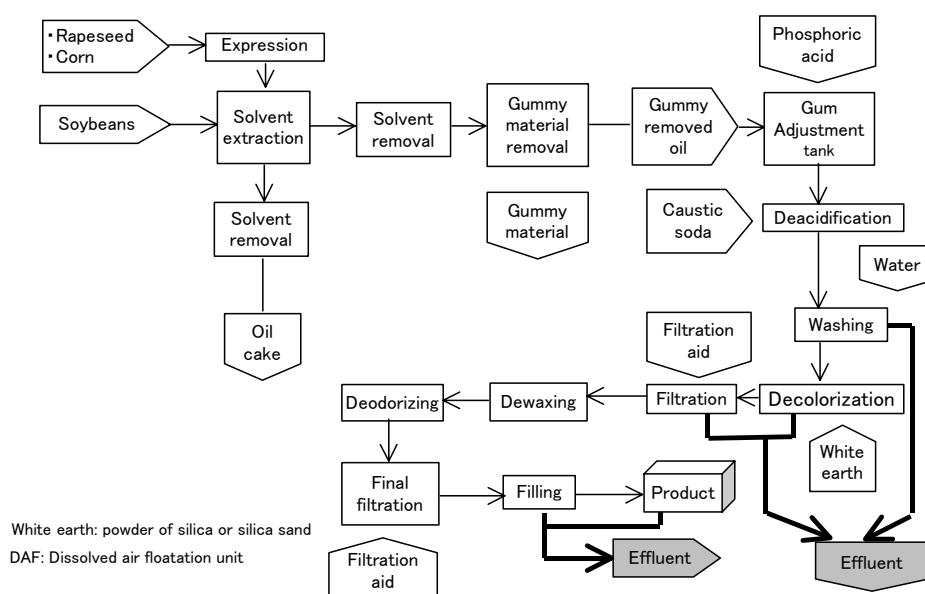 ・Rapeseed
・Corn
Expression
Phosphoric
acid
Soybeans
Solvent
extraction
Solvent
removal
Gummy
material
removal
Gummy
removed
oil
Gum
Adjustment
tank
Solvent
removal
Gummy
material
Caustic
soda
Deacidification
Water
Oil
cake
Filtration
aid
Washing
Deodorizing
Dewaxing
Filtration
Decolorization
White
earth
Final
filtration
Filling
Product
White earth: powder of silica or silica sand
DAF: Dissolved air floatation unit
Filtration
aid
Effluent
Effluent